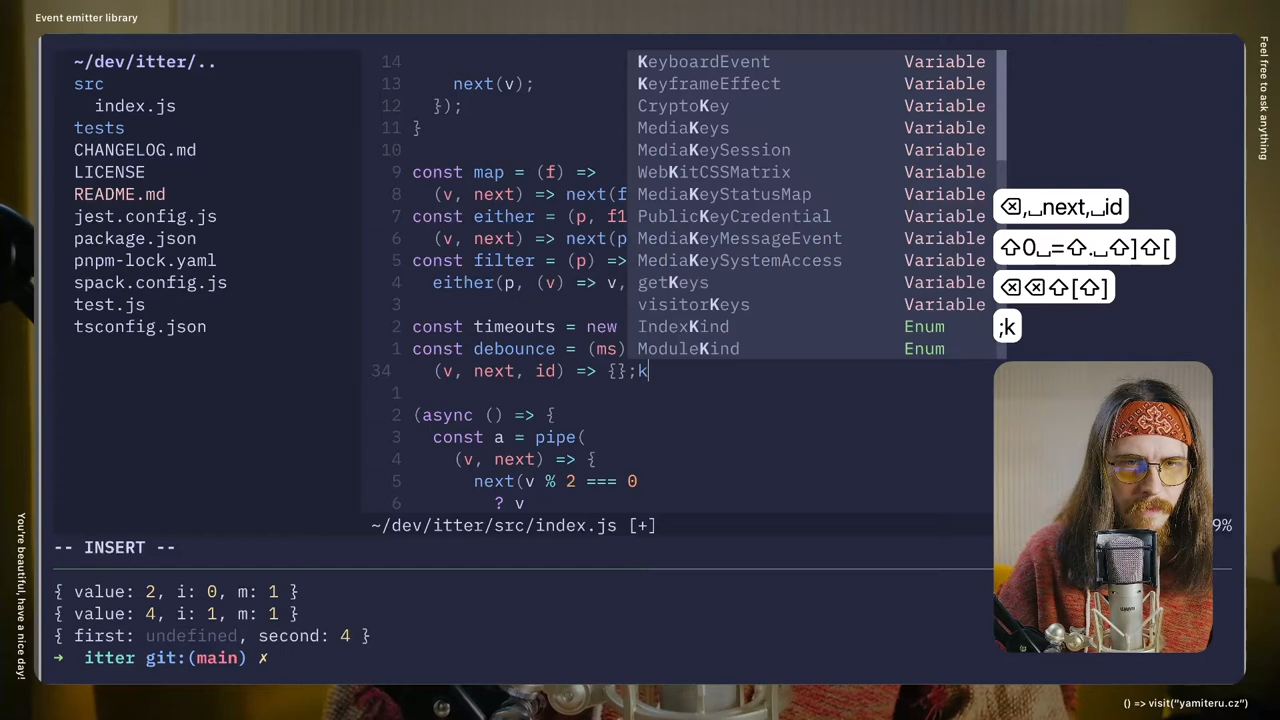 Event emitter library
~/dev/itter/..
src
index.js
tests
CHANGELOG.md
LICENSE
README.md
jest.config.js
package.json
pnpm-lock.yaml
spack.config.js
test.js
tsconfig.json
14
13 next(v);
12 });
11 }
10
9 const map = (f) =>
8 (v, next) => next(f
7 const either = (p, f1
6 (v, next) => next(p
5 const filter = (p) =>
4 either(p, (v) => v,
3
2 const timeouts = new
1 const debounce = (ms)
34 (v, next, id) => {};k
1
2 (async () => {
3 const a = pipe(
4 (v, next) => {
5 next(v % 2 === 0
6 ? v
KeyboardEvent Variable
KeyframeEffect Variable
CryptoKey Variable
MediaKeys Variable
MediaKeySession Variable
WebKitCSSMatrix Variable
MediaKeyStatusMap Variable
PublicKeyCredential Variable
MediaKeyMessageEvent Variable
MediaKeySystemAccess Variable
getKeys Variable
visitorKeys Variable
IndexKind Enum
ModuleKind Enum
⌫,␣next,␣id
⇧0␣=⇧.␣⇧]⇧[
⌫⌫⇧[⇧]
;k
~/dev/itter/src/index.js [+]
9%
-- INSERT --
{ value: 2, i: 0, m: 1 }
{ value: 4, i: 1, m: 1 }
{ first: undefined, second: 4 }
➜ itter git:(main) ✗
Feel free to ask anything
You're beautiful, have a nice day!
() => visit("yamiteru.cz")